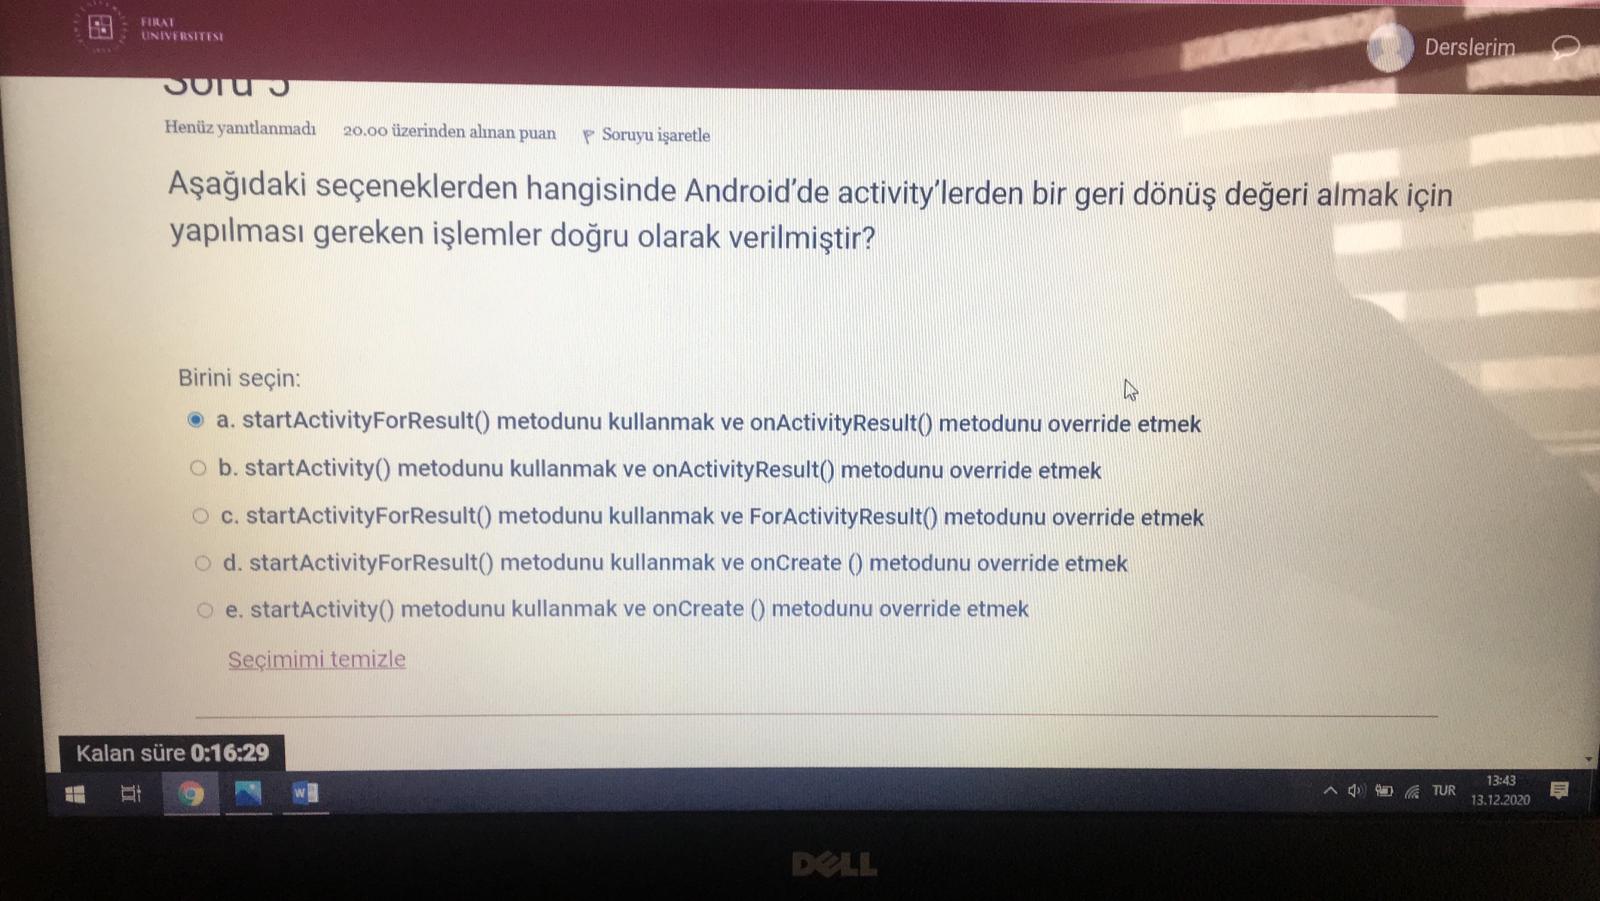 FIRAT
ÜNİVERSİTESİ
Derslerim
Soru 5
Henüz yanıtlanmadı 20.00 üzerinden alınan puan Soruyu işaretle
Aşağıdaki seçeneklerden hangisinde Android'de activity'lerden bir geri dönüş değeri almak için
yapılması gereken işlemler doğru olarak verilmiştir?
Birini seçin:
a. startActivityForResult() metodunu kullanmak ve onActivityResult() metodunu override etmek
b. startActivity() metodunu kullanmak ve onActivityResult() metodunu override etmek
c. startActivityForResult() metodunu kullanmak ve ForActivityResult() metodunu override etmek
d. startActivityForResult() metodunu kullanmak ve onCreate () metodunu override etmek
e. startActivity() metodunu kullanmak ve onCreate () metodunu override etmek
Seçimimi temizle
Kalan süre 0:16:29
W
TUR
13:43
13.12.2020
DELL